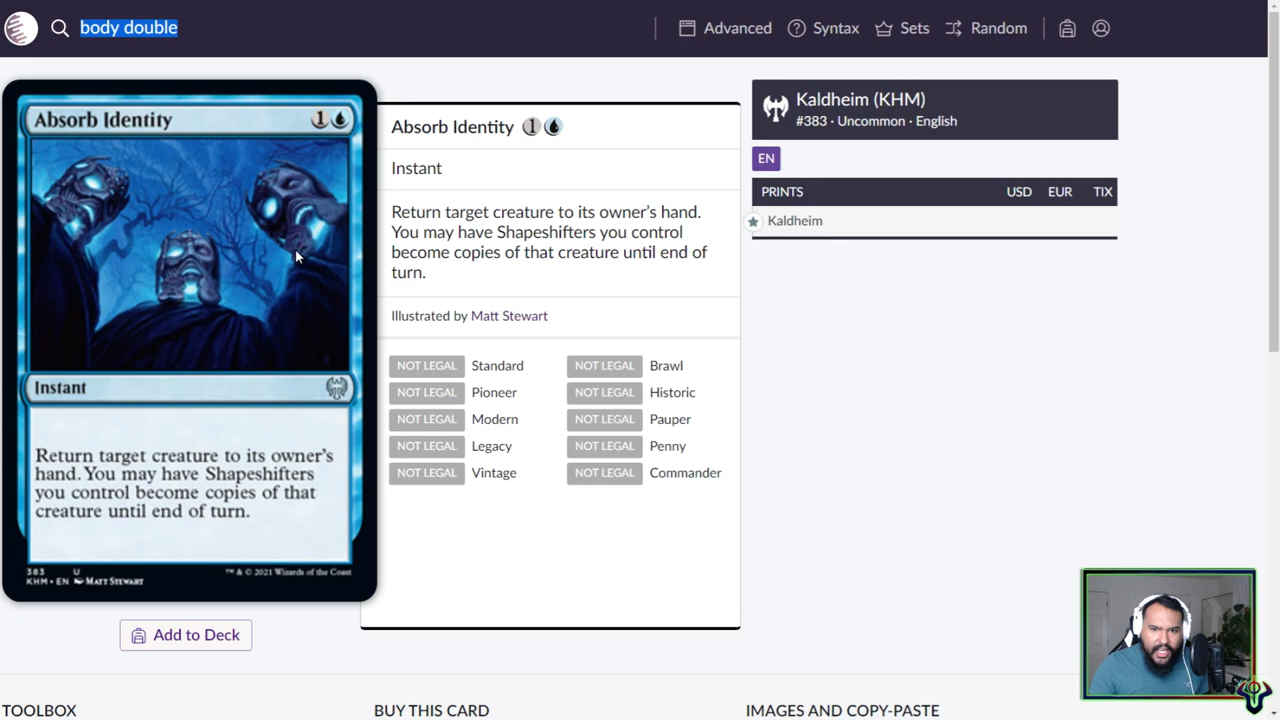 body double
Advanced
Syntax
Sets
Random
Absorb Identity 1
Instant
Return target creature to its owner's
hand. You may have Shapeshifters
you control become copies of that
creature until end of turn.
383 U
KHM • EN MATT STEWART
™ & © 2021 Wizards of the Coast
Add to Deck
Absorb Identity 1
Instant
Return target creature to its owner's hand.
You may have Shapeshifters you control
become copies of that creature until end of
turn.
Illustrated by Matt Stewart
NOT LEGAL Standard NOT LEGAL Brawl
NOT LEGAL Pioneer NOT LEGAL Historic
NOT LEGAL Modern NOT LEGAL Pauper
NOT LEGAL Legacy NOT LEGAL Penny
NOT LEGAL Vintage NOT LEGAL Commander
Kaldheim (KHM)
#383 · Uncommon · English
EN
PRINTS USD EUR TIX
Kaldheim
TOOLBOX
BUY THIS CARD
IMAGES AND COPY-PASTE